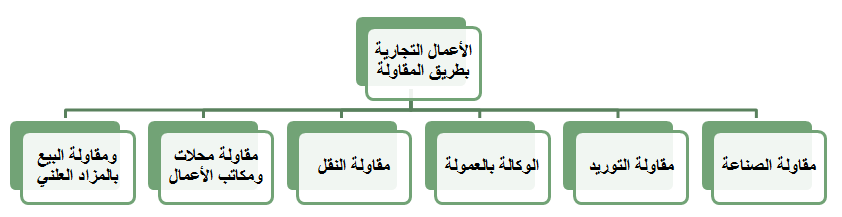 الأعمال التجارية
بطريق المقاولة
مقاولة الصناعة
مقاولة التوريد
الوكالة بالعمولة
مقاولة النقل
مقاولة محلات
ومكاتب الأعمال
ومقاولة البيع
بالمزاد العلني